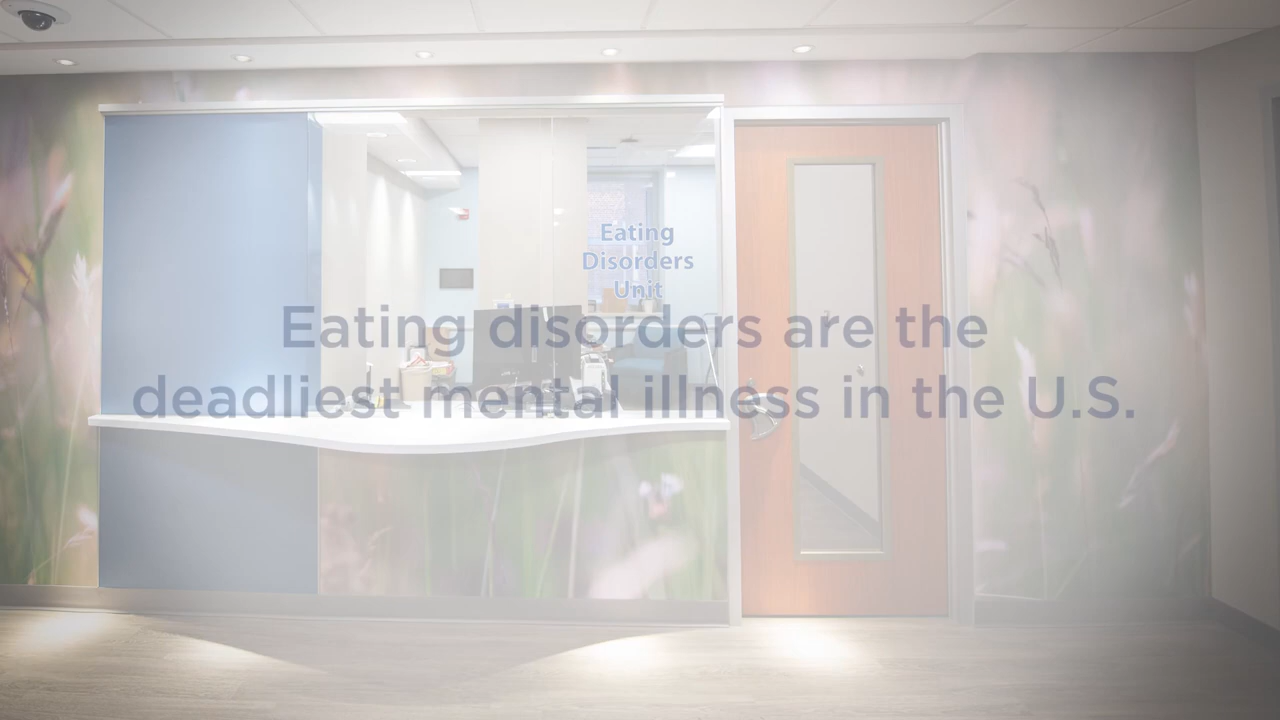 Eating
Disorders
Unit
Eating disorders are the
deadliest mental illness in the U.S.